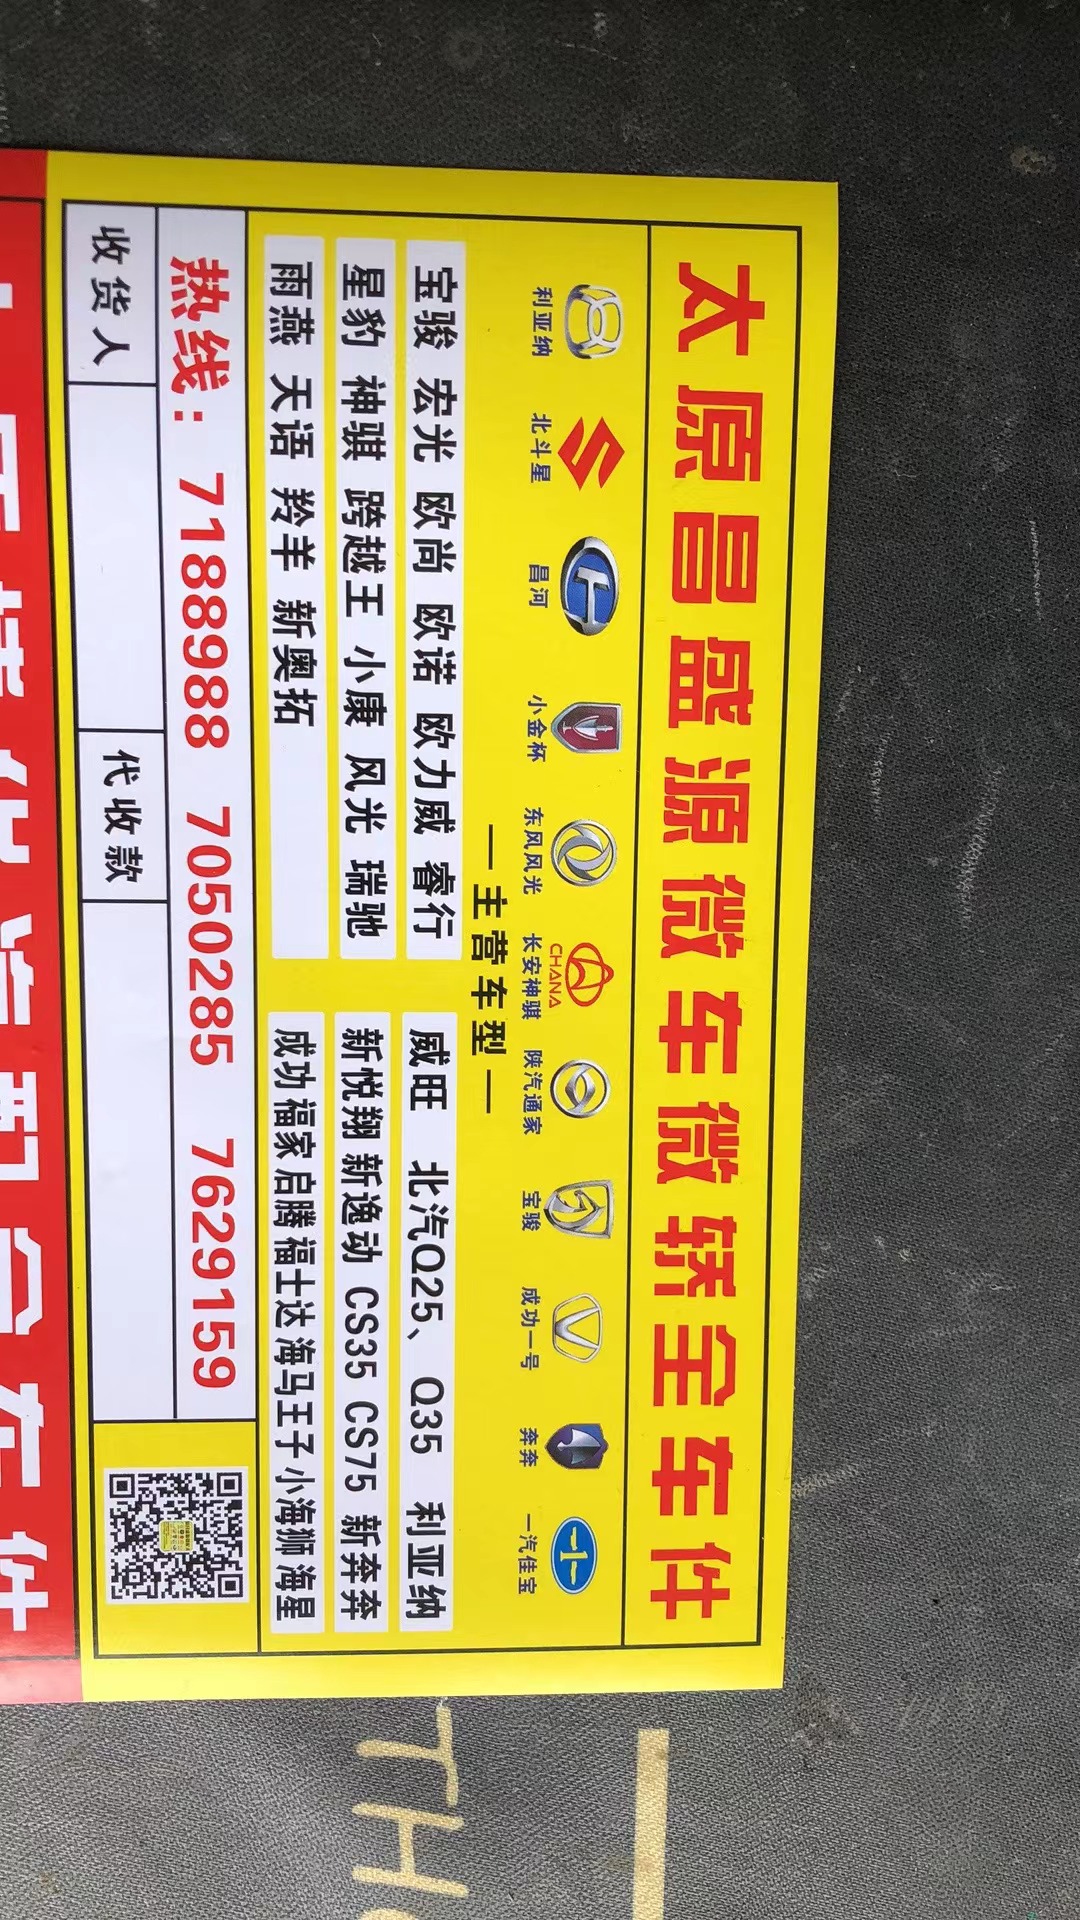 太原昌盛源微车微轿全车件
利亚纳 北斗星 昌河 小金杯 东风风光 CHANA 长安神骐 陕汽通家 宝骏 成功一号 奔奔 一汽佳宝
—主营车型—
宝骏 宏光 欧尚 欧诺 欧力威 睿行
威旺 北汽Q25、Q35 利亚纳
星豹 神骐 跨越王 小康 风光 瑞驰
新悦翔 新逸动 CS35 CS75 新奔奔
雨燕 天语 羚羊 新奥拓
成功福家启腾福士达海马王子小海狮海星
热线：7188988 7050285 7629159
收货人
代收款
THO